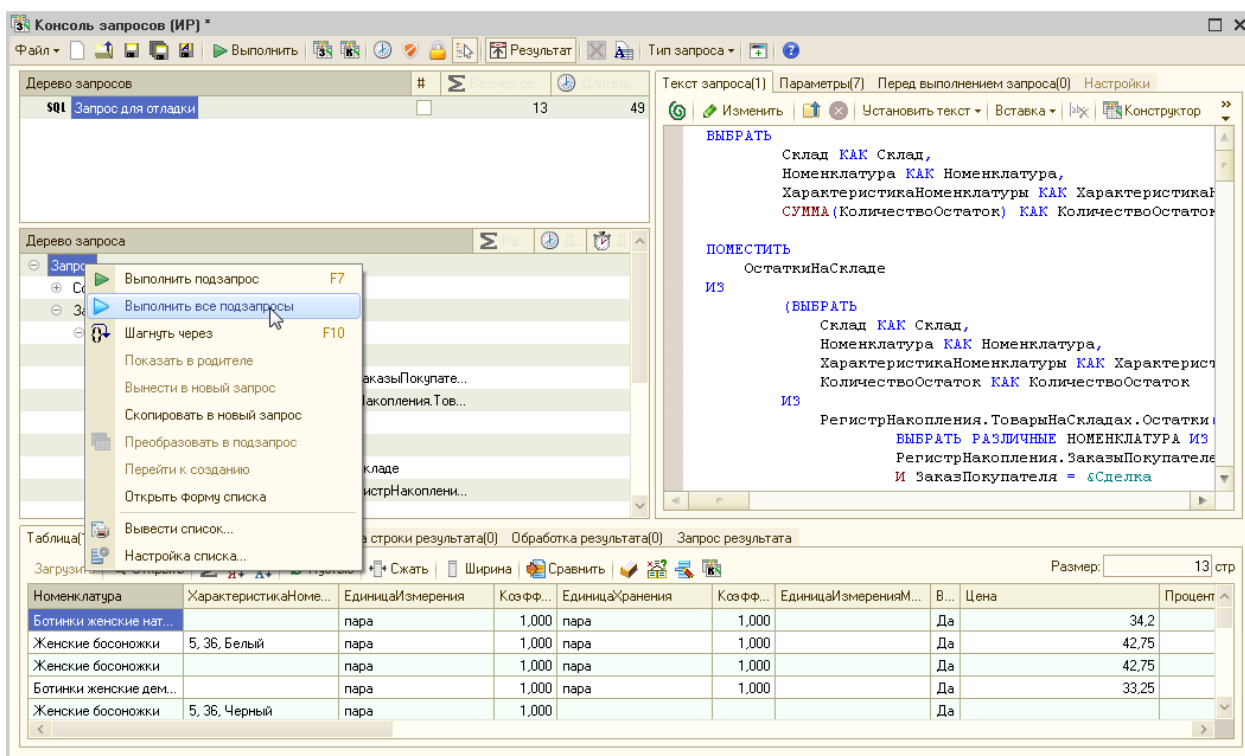 Консоль запросов (ИР) *
Файл Выполнить Результат Тип запроса
Дерево запросов # Размер ре... Длитель...
SQL Запрос для отладки 13 49
Текст запроса(1) Параметры(7) Перед выполнением запроса(0) Настройки
Изменить Установить текст Вставка Конструктор
ВЫБРАТЬ
Склад КАК Склад,
Номенклатура КАК Номенклатура,
ХарактеристикаНоменклатуры КАК Характеристика
СУММА(КоличествоОстаток) КАК КоличествоОстаток
ПОМЕСТИТЬ
ОстаткиНаСкладе
ИЗ
(ВЫБРАТЬ
Склад КАК Склад,
Номенклатура КАК Номенклатура,
ХарактеристикаНоменклатуры КАК Характерист
КоличествоОстаток КАК КоличествоОстаток
ИЗ
РегистрНакопления.ТоварыНаСкладах.Остатки(
ВЫБРАТЬ РАЗЛИЧНЫЕ НОМЕНКЛАТУРА ИЗ
РегистрНакопления.ЗаказыПокупателе
И ЗаказПокупателя = &Сделка
Дерево запроса Ра... Д... Д
Запрос
аказыПокупате...
Накопления.Тов...
кладе
истрНакоплени...
Выполнить подзапрос F7
Выполнить все подзапросы
Шагнуть через F10
Показать в родителе
Вынести в новый запрос
Скопировать в новый запрос
Преобразовать в подзапрос
Перейти к созданию
Открыть форму списка
Вывести список...
Настройка списка...
Таблица( а строки результата(0) Обработка результата(0) Запрос результата
Загрузить Сжать Ширина Сравнить Размер: 13 стр
Номенклатура ХарактеристикаНоме... ЕдиницаИзмерения Коэфф... ЕдиницаХранения Коэфф... ЕдиницаИзмеренияМ... В... Цена Процент
Ботинки женские нат... пара 1,000 пара 1,000 Да 34,2
Женские босоножки 5, 36, Белый пара 1,000 пара 1,000 Да 42,75
Женские босоножки пара 1,000 пара 1,000 Да 42,75
Ботинки женские дем... пара 1,000 пара 1,000 Да 33,25
Женские босоножки 5, 36, Черный пара 1,000 Да